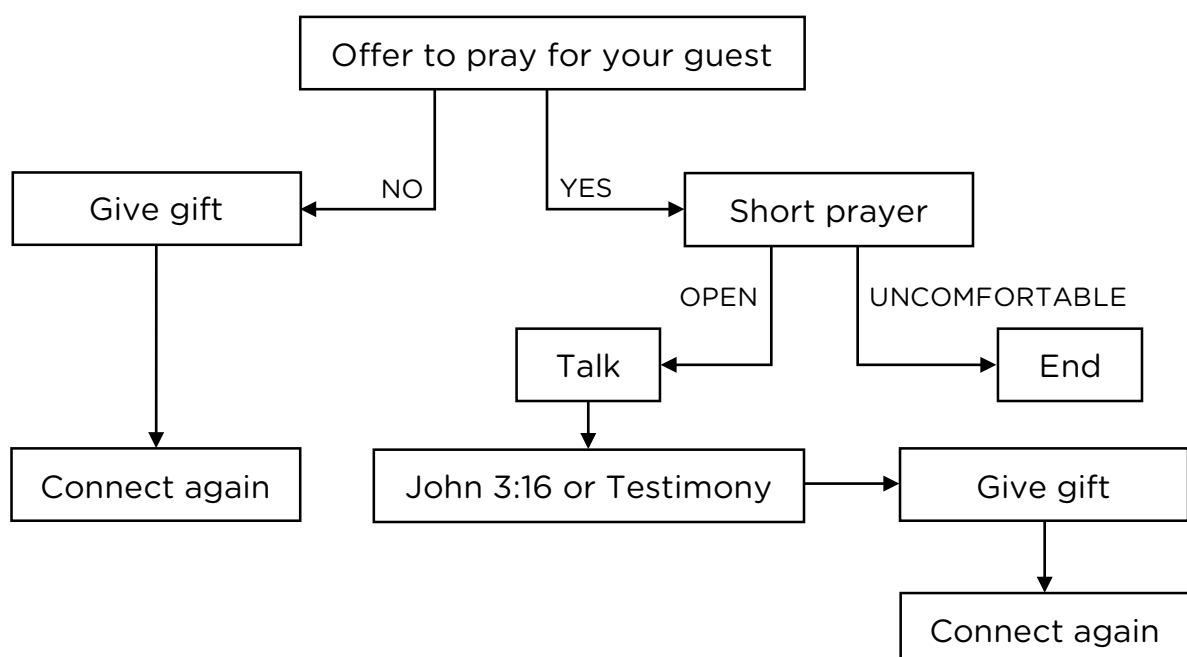 Offer to pray for your guest
NO
YES
Give gift
Short prayer
OPEN
UNCOMFORTABLE
Talk
End
Connect again
John 3:16 or Testimony
Give gift
Connect again